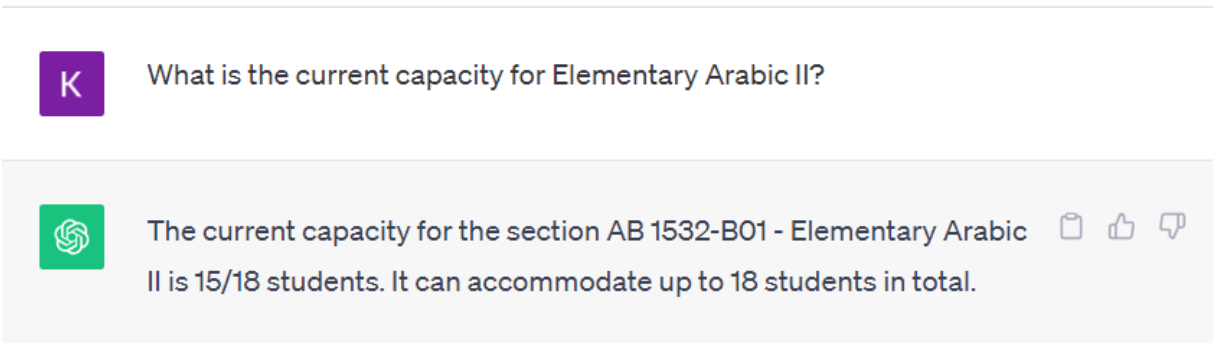 K
What is the current capacity for Elementary Arabic II?
The current capacity for the section AB 1532-B01 - Elementary Arabic
II is 15/18 students. It can accommodate up to 18 students in total.